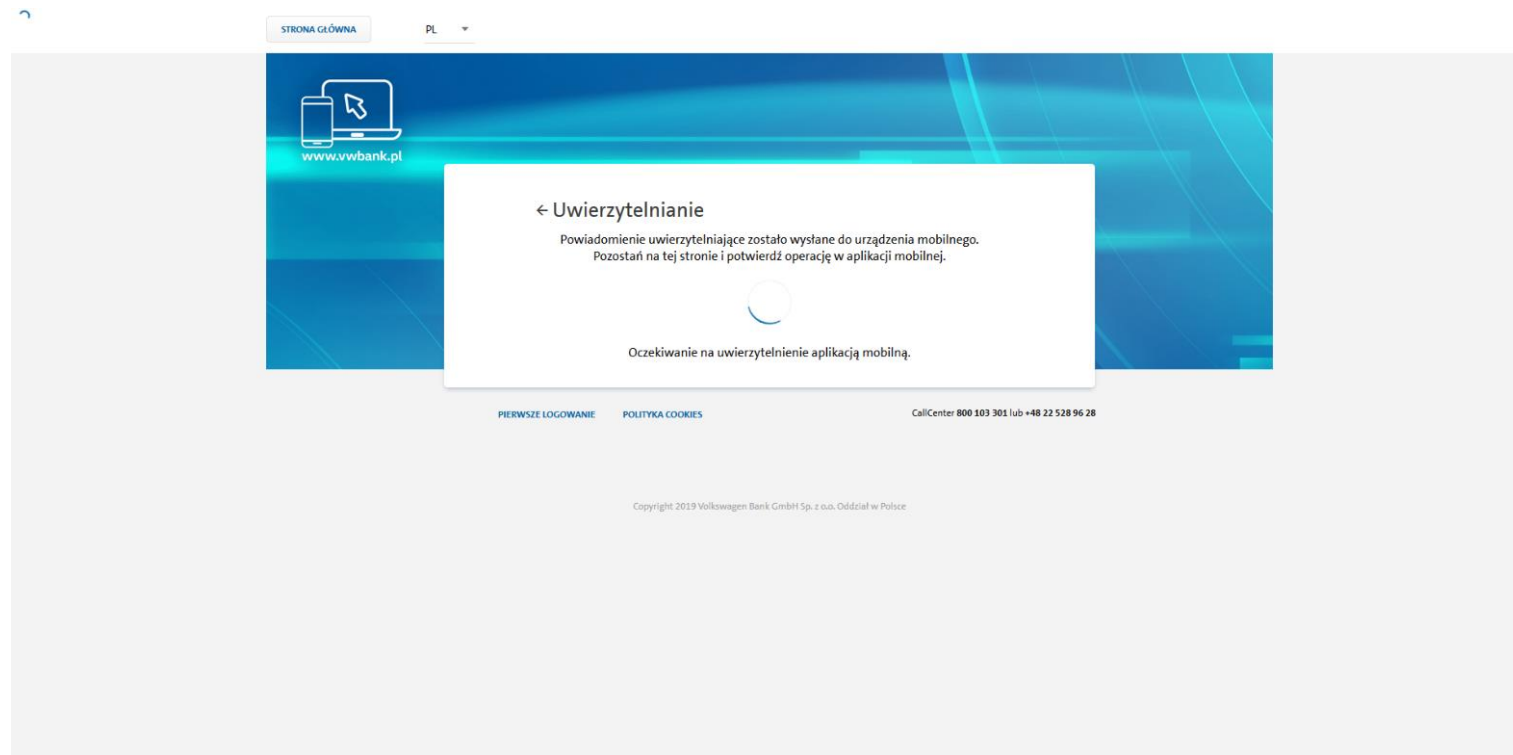 STRONA GŁÓWNA
PL
www.vwbank.pl
Uwierzytelnianie
Powiadomienie uwierzytelniające zostało wysłane do urządzenia mobilnego.
Pozostań na tej stronie i potwierdź operację w aplikacji mobilnej.
Oczekiwanie na uwierzytelnienie aplikacją mobilną.
PIERWSZE LOGOWANIE POLITYKA COOKIES CallCenter 800 103 301 lub +48 22 528 96 28
Copyright 2019 Volkswagen Bank GmbH Sp. z o.o. Oddział w Polsce